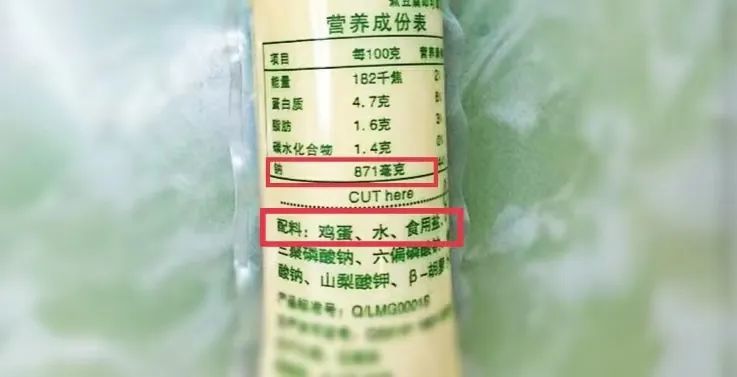 营养成份表
项目 每100克 营养
能量 182千焦
蛋白质 4.7克
脂肪 1.6克
碳水化合物 1.4克
钠 871毫克
CUT here
配料：鸡蛋、水、食用盐、
三聚磷酸钠、六偏磷酸
酸钠、山梨酸钾、β-胡萝
产品标准号：Q/LMG0001S